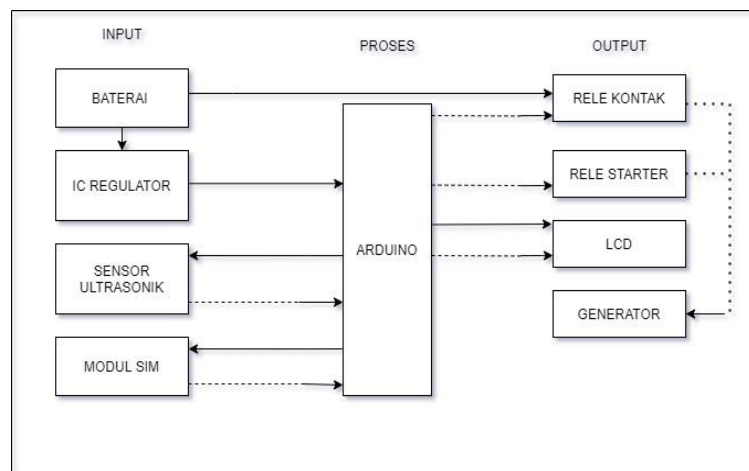 INPUT
PROSES
OUTPUT
BATERAI
RELE KONTAK
IC REGULATOR
RELE STARTER
ARDUINO
LCD
SENSOR
ULTRASONIK
GENERATOR
MODUL SIM